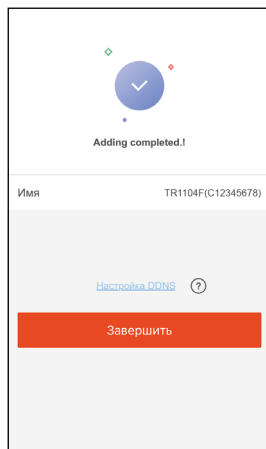 Adding completed.!
Имя TR1104F(C12345678)
Настройка DDNS ?
Завершить